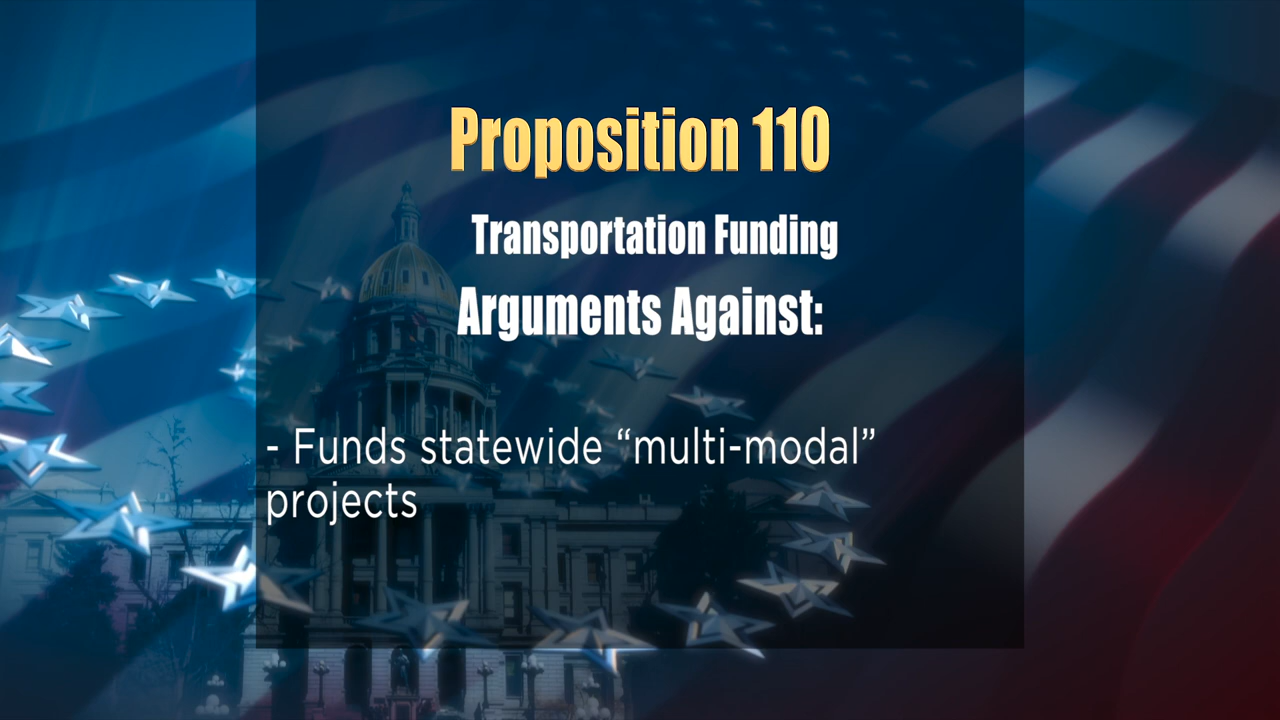 Proposition 110
Transportation Funding
Arguments Against:
- Funds statewide “multi-modal”
projects